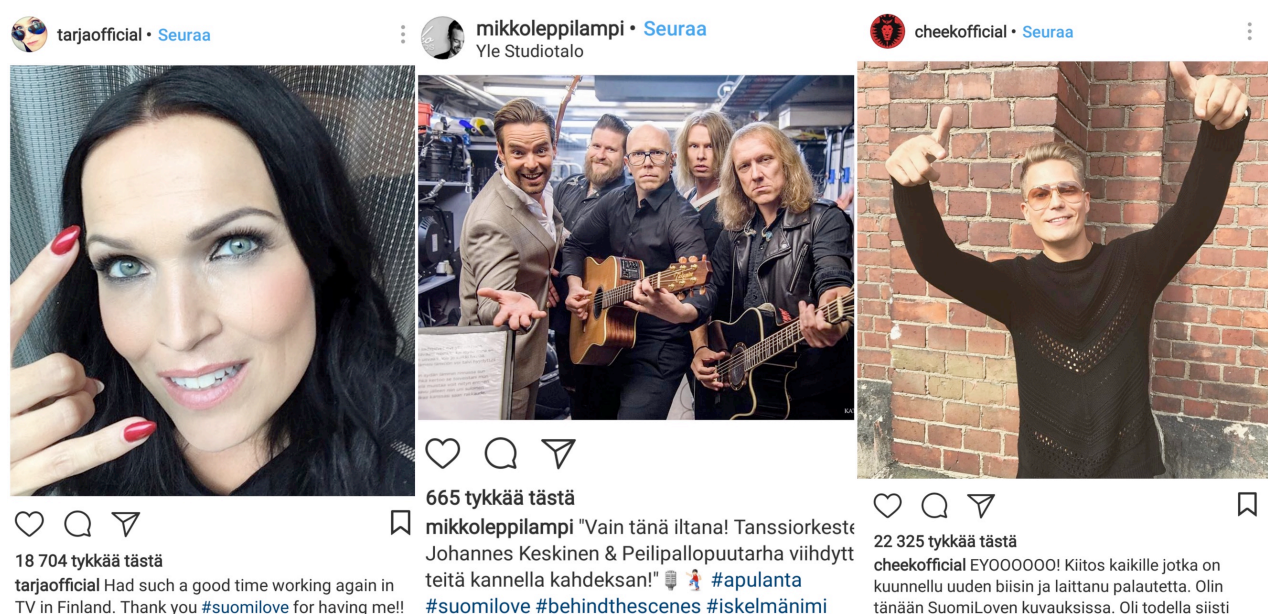 tarjaofficial • Seuraa
18 704 tykkää tästä
tarjaofficial Had such a good time working again in
TV in Finland. Thank you #suomilove for having me!!
mikkoleppilampi • Seuraa
Yle Studiotalo
665 tykkää tästä
mikkoleppilampi "Vain tänä iltana! Tanssiorkeste
Johannes Keskinen & Peilipallopuutarha viihdytt
teitä kannella kahdeksan!" #apulanta
#suomilove #behindthescenes #iskelmänimi
cheekofficial • Seuraa
22 325 tykkää tästä
cheekofficial EYOOOOOO! Kiitos kaikille jotka on
kuunnellu uuden biisin ja laittanu palautetta. Olin
tänään SuomiLoven kuvauksissa. Oli todella siisti